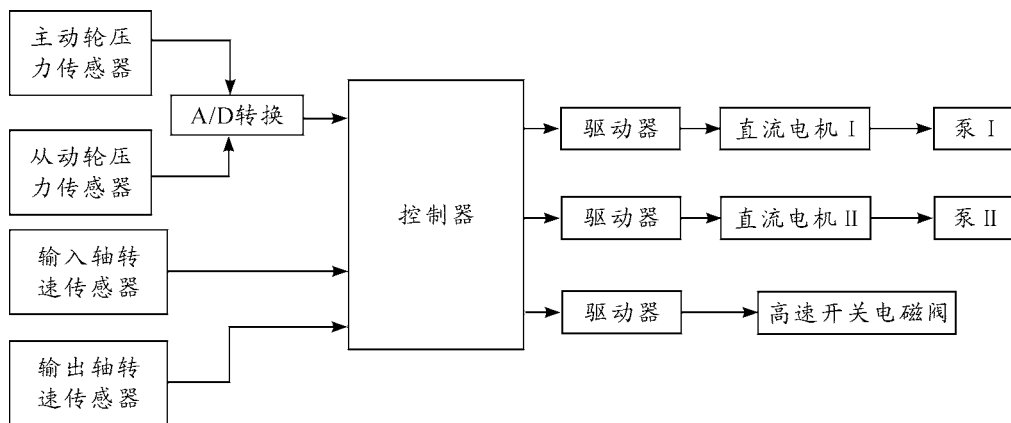 主动轮压
力传感器
A/D转换
从动轮压
力传感器
输入轴转
速传感器
输出轴转
速传感器
控制器
驱动器
直流电机Ⅰ
泵Ⅰ
驱动器
直流电机Ⅱ
泵Ⅱ
驱动器
高速开关电磁阀